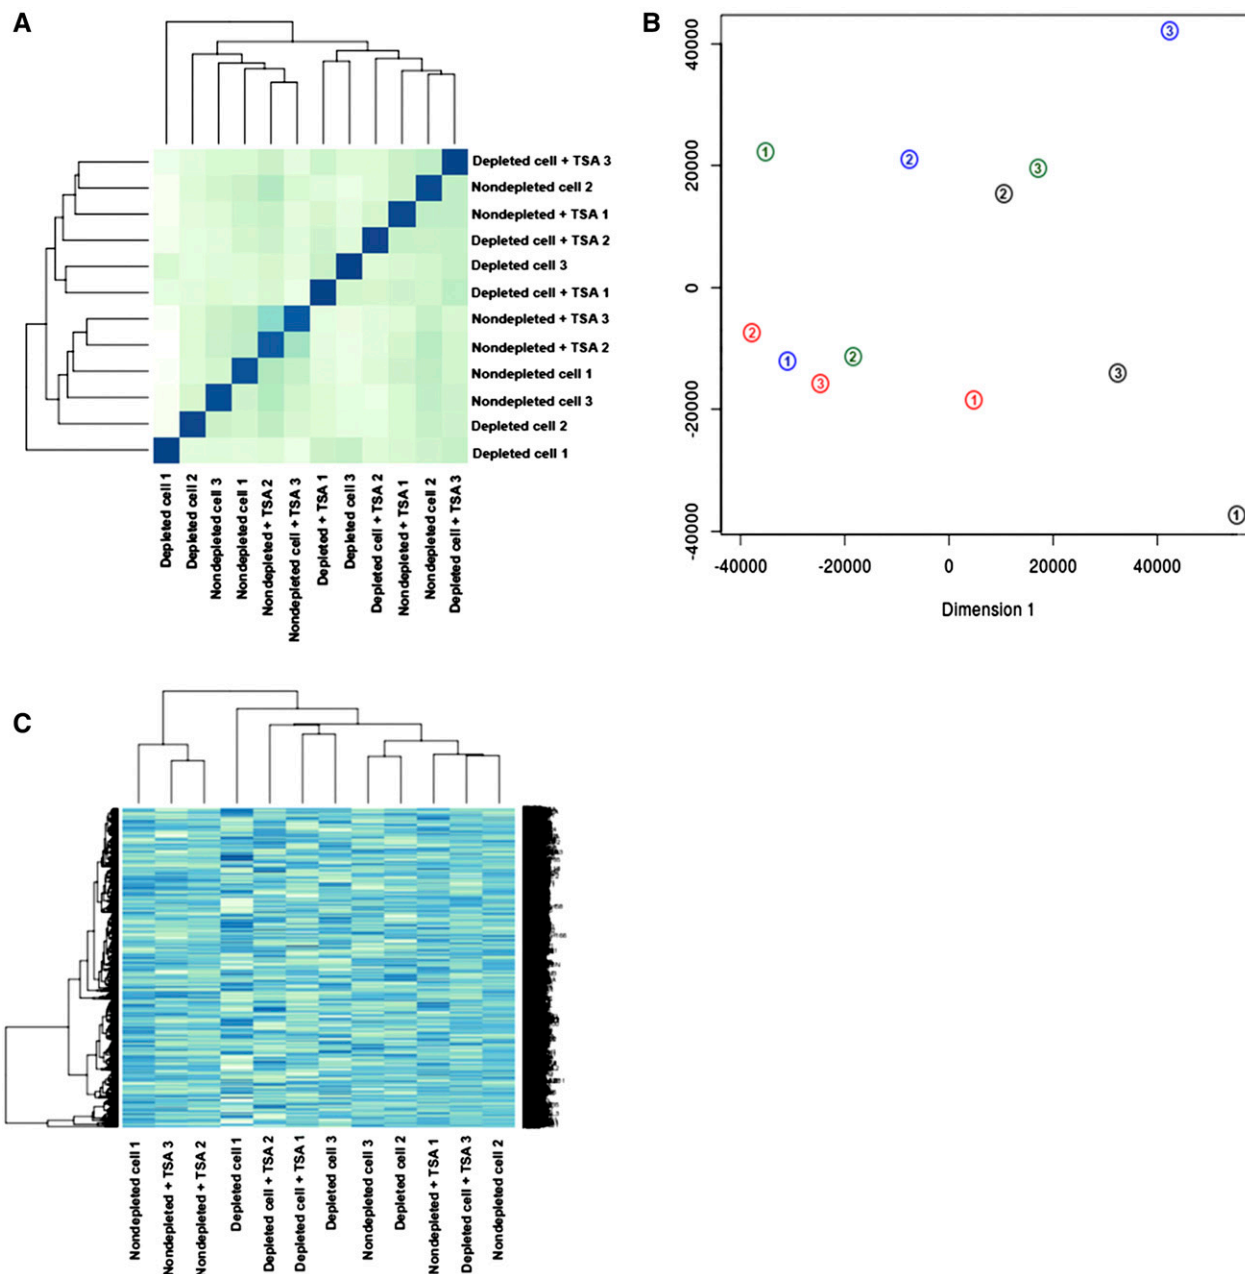 A
Depleted cell + TSA 3
Nondepleted cell 2
Nondepleted + TSA 1
Depleted cell + TSA 2
Depleted cell 3
Depleted cell + TSA 1
Nondepleted + TSA 3
Nondepleted + TSA 2
Nondepleted cell 1
Nondepleted cell 3
Depleted cell 2
Depleted cell 1
Depleted cell 1
Depleted cell 2
Nondepleted cell 3
Nondepleted cell 1
Nondepleted + TSA 2
Nondepleted cell + TSA 3
Depleted + TSA 1
Depleted cell 3
Depleted cell + TSA 2
Nondepleted + TSA 1
Nondepleted cell 2
Depleted cell + TSA 3
B
40000
20000
0
-20000
-40000
3
1
2
3
2
2
1
2
3
3
1
1
-40000
-20000
0
20000
40000
Dimension 1
C
Nondepleted cell 1
Nondepleted + TSA 3
Nondepleted + TSA 2
Depleted cell 1
Depleted cell + TSA 2
Depleted cell + TSA 1
Depleted cell 3
Nondepleted cell 3
Depleted cell 2
Nondepleted + TSA 1
Depleted cell + TSA 3
Nondepleted cell 2